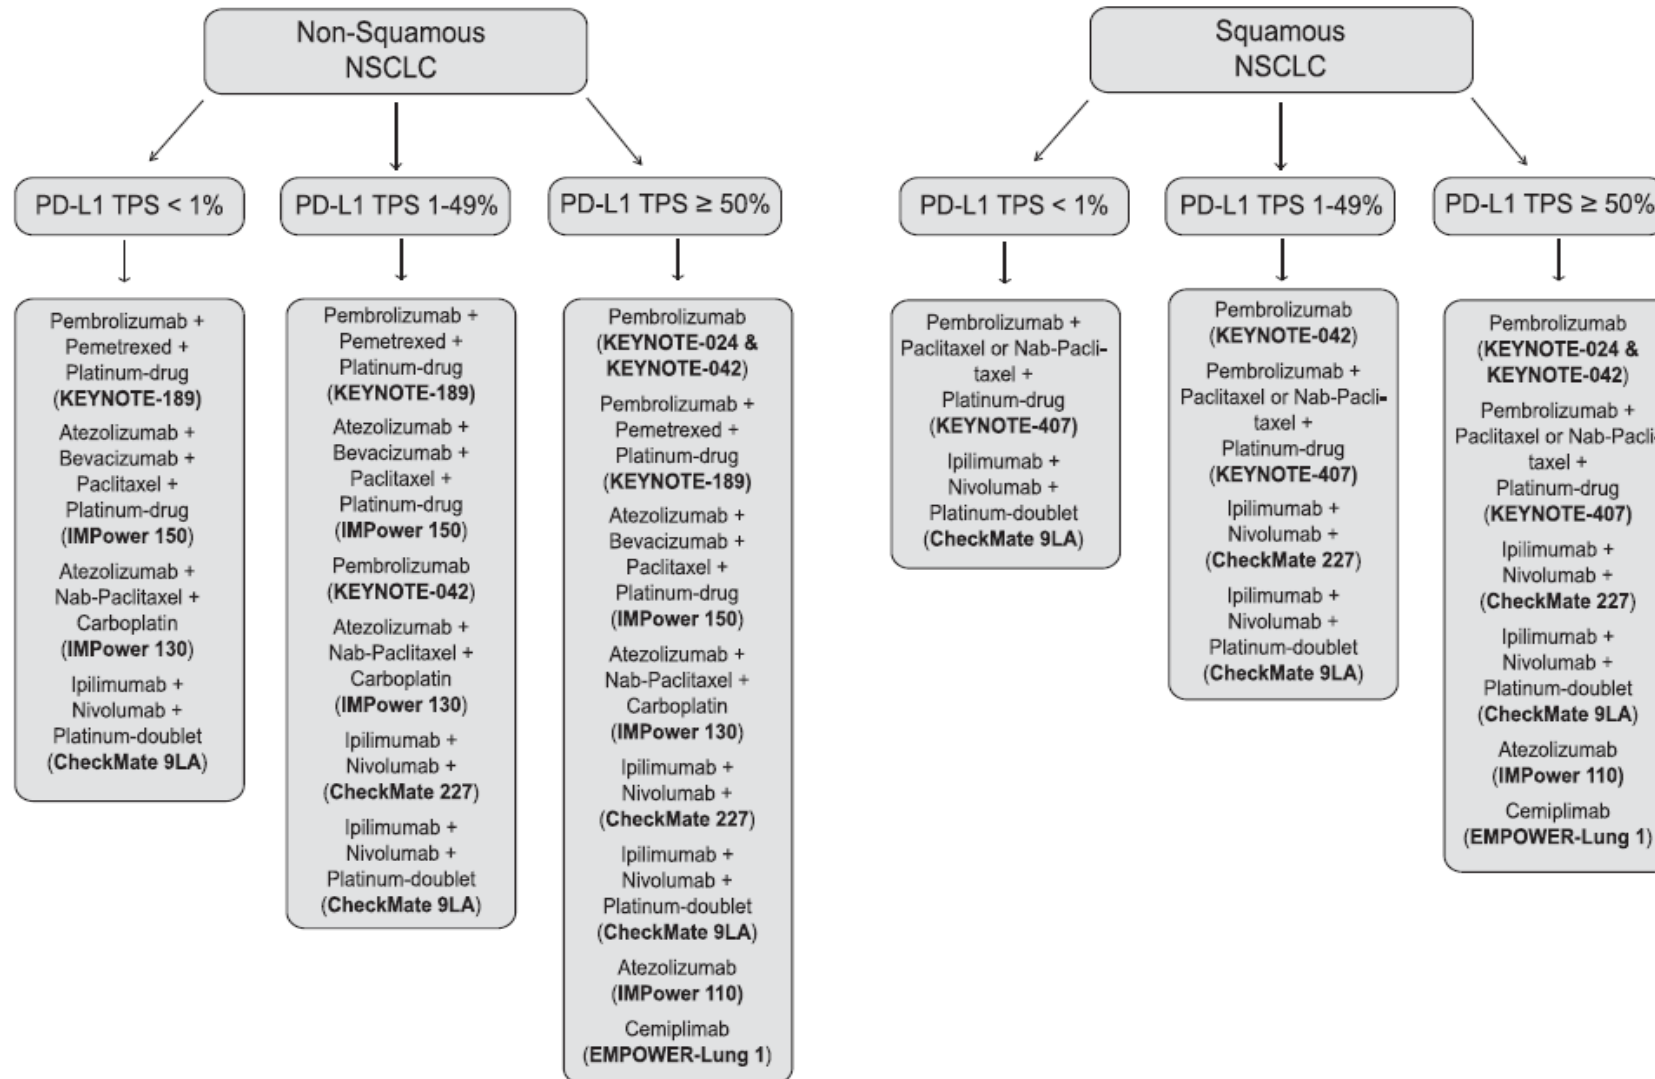 Non-Squamous
NSCLC
PD-L1 TPS < 1%
PD-L1 TPS 1-49%
PD-L1 TPS ≥ 50%
Pembrolizumab +
Pemetrexed +
Platinum-drug
(KEYNOTE-189)
Atezolizumab +
Bevacizumab +
Paclitaxel +
Platinum-drug
(IMPower 150)
Atezolizumab +
Nab-Paclitaxel +
Carboplatin
(IMPower 130)
Ipilimumab +
Nivolumab +
Platinum-doublet
(CheckMate 9LA)
Pembrolizumab +
Pemetrexed +
Platinum-drug
(KEYNOTE-189)
Atezolizumab +
Bevacizumab +
Paclitaxel +
Platinum-drug
(IMPower 150)
Pembrolizumab
(KEYNOTE-042)
Atezolizumab +
Nab-Paclitaxel +
Carboplatin
(IMPower 130)
Ipilimumab +
Nivolumab +
(CheckMate 227)
Ipilimumab +
Nivolumab +
Platinum-doublet
(CheckMate 9LA)
Pembrolizumab
(KEYNOTE-024 &
KEYNOTE-042)
Pembrolizumab +
Pemetrexed +
Platinum-drug
(KEYNOTE-189)
Atezolizumab +
Bevacizumab +
Paclitaxel +
Platinum-drug
(IMPower 150)
Atezolizumab +
Nab-Paclitaxel +
Carboplatin
(IMPower 130)
Ipilimumab +
Nivolumab +
(CheckMate 227)
Ipilimumab +
Nivolumab +
Platinum-doublet
(CheckMate 9LA)
Atezolizumab
(IMPower 110)
Cemiplimab
(EMPOWER-Lung 1)
Squamous
NSCLC
PD-L1 TPS < 1%
PD-L1 TPS 1-49%
PD-L1 TPS ≥ 50%
Pembrolizumab +
Paclitaxel or Nab-Pacli-
taxel +
Platinum-drug
(KEYNOTE-407)
Ipilimumab +
Nivolumab +
Platinum-doublet
(CheckMate 9LA)
Pembrolizumab
(KEYNOTE-042)
Pembrolizumab +
Paclitaxel or Nab-Pacli-
taxel +
Platinum-drug
(KEYNOTE-407)
Ipilimumab +
Nivolumab +
(CheckMate 227)
Ipilimumab +
Nivolumab +
Platinum-doublet
(CheckMate 9LA)
Pembrolizumab
(KEYNOTE-024 &
KEYNOTE-042)
Pembrolizumab +
Paclitaxel or Nab-Pacli-
taxel +
Platinum-drug
(KEYNOTE-407)
Ipilimumab +
Nivolumab +
(CheckMate 227)
Ipilimumab +
Nivolumab +
Platinum-doublet
(CheckMate 9LA)
Atezolizumab
(IMPower 110)
Cemiplimab
(EMPOWER-Lung 1)